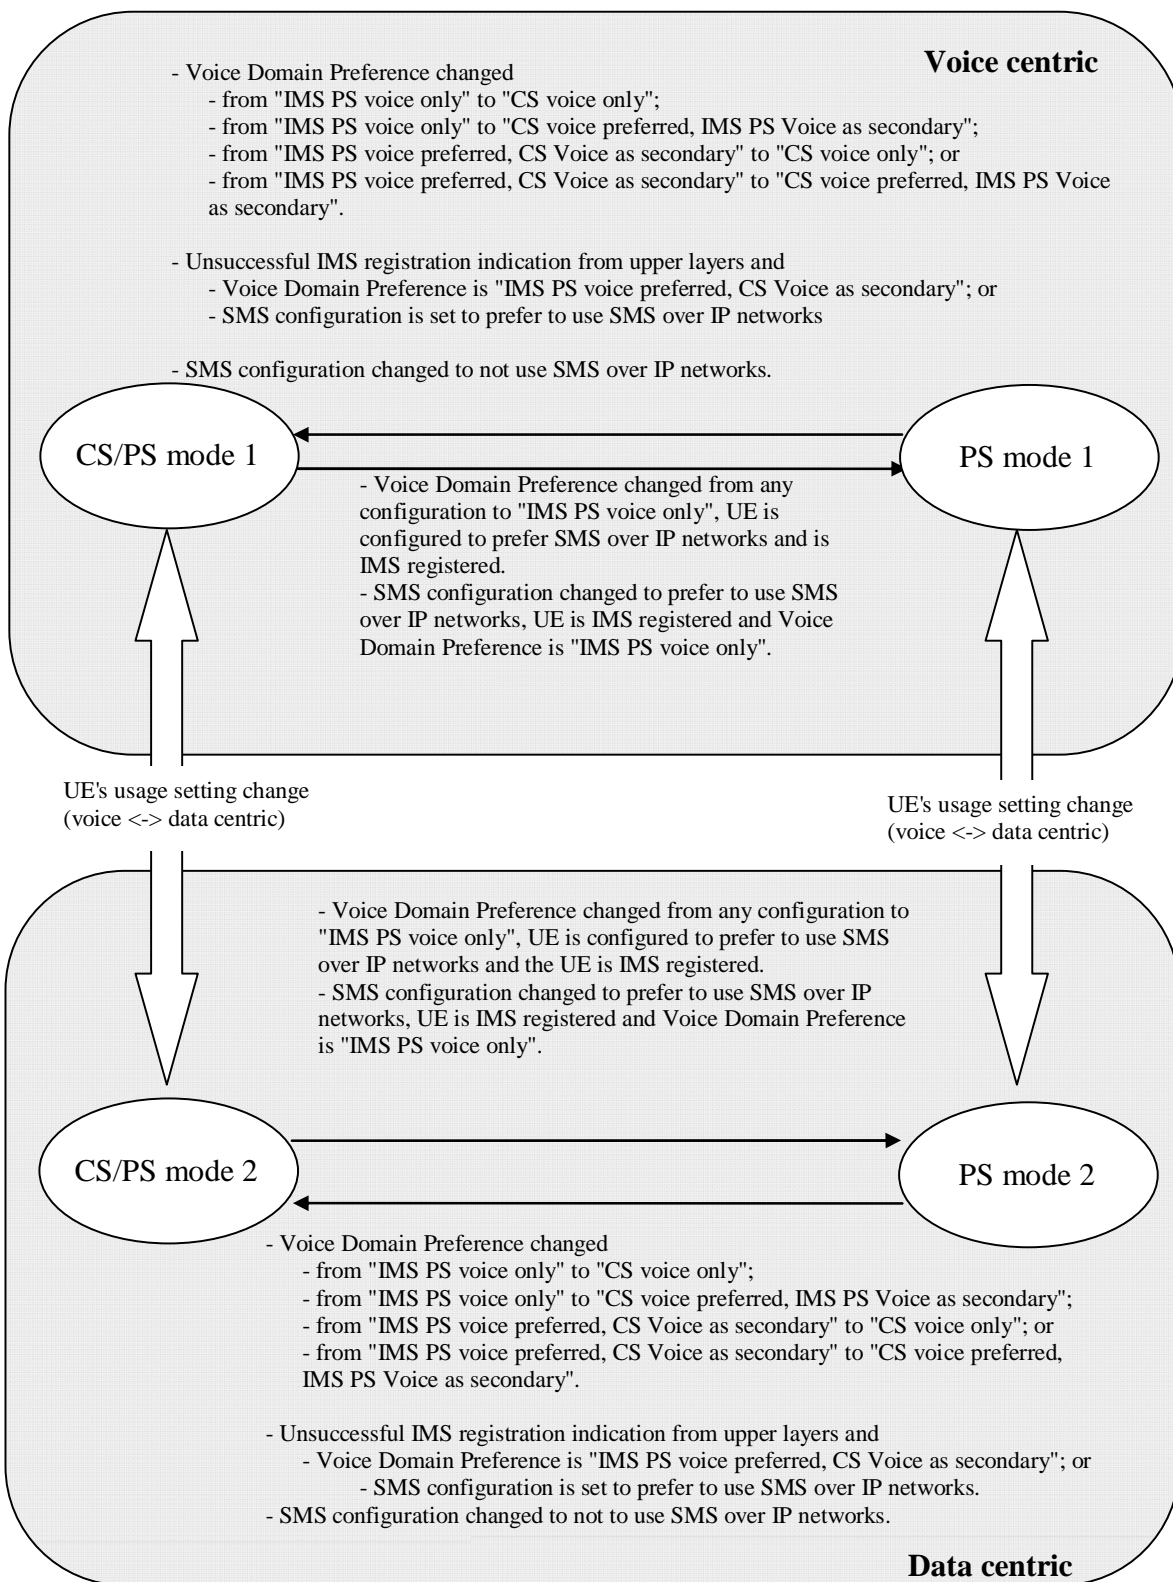 Voice centric
- Voice Domain Preference changed
- from "IMS PS voice only" to "CS voice only";
- from "IMS PS voice only" to "CS voice preferred, IMS PS Voice as secondary";
- from "IMS PS voice preferred, CS Voice as secondary" to "CS voice only"; or
- from "IMS PS voice preferred, CS Voice as secondary" to "CS voice preferred, IMS PS Voice
as secondary".
- Unsuccessful IMS registration indication from upper layers and
- Voice Domain Preference is "IMS PS voice preferred, CS Voice as secondary"; or
- SMS configuration is set to prefer to use SMS over IP networks
- SMS configuration changed to not use SMS over IP networks.
CS/PS mode 1
PS mode 1
- Voice Domain Preference changed from any
configuration to "IMS PS voice only", UE is
configured to prefer SMS over IP networks and is
IMS registered.
- SMS configuration changed to prefer to use SMS
over IP networks, UE is IMS registered and Voice
Domain Preference is "IMS PS voice only".
UE's usage setting change
(voice <-> data centric)
UE's usage setting change
(voice <-> data centric)
- Voice Domain Preference changed from any configuration to
"IMS PS voice only", UE is configured to prefer to use SMS
over IP networks and the UE is IMS registered.
- SMS configuration changed to prefer to use SMS over IP
networks, UE is IMS registered and Voice Domain Preference
is "IMS PS voice only".
CS/PS mode 2
PS mode 2
- Voice Domain Preference changed
- from "IMS PS voice only" to "CS voice only";
- from "IMS PS voice only" to "CS voice preferred, IMS PS Voice as secondary";
- from "IMS PS voice preferred, CS Voice as secondary" to "CS voice only"; or
- from "IMS PS voice preferred, CS Voice as secondary" to "CS voice preferred,
IMS PS Voice as secondary".
- Unsuccessful IMS registration indication from upper layers and
- Voice Domain Preference is "IMS PS voice preferred, CS Voice as secondary"; or
- SMS configuration is set to prefer to use SMS over IP networks.
- SMS configuration changed to not to use SMS over IP networks.
Data centric